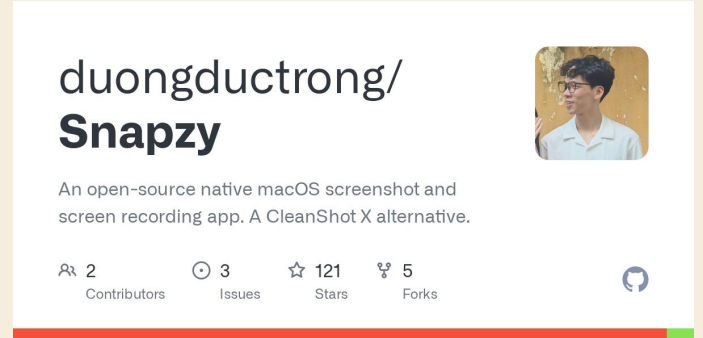 duongductrong/
Snapzy
An open-source native macOS screenshot and
screen recording app. A CleanShot X alternative.
2
Contributors
3
Issues
121
Stars
5
Forks